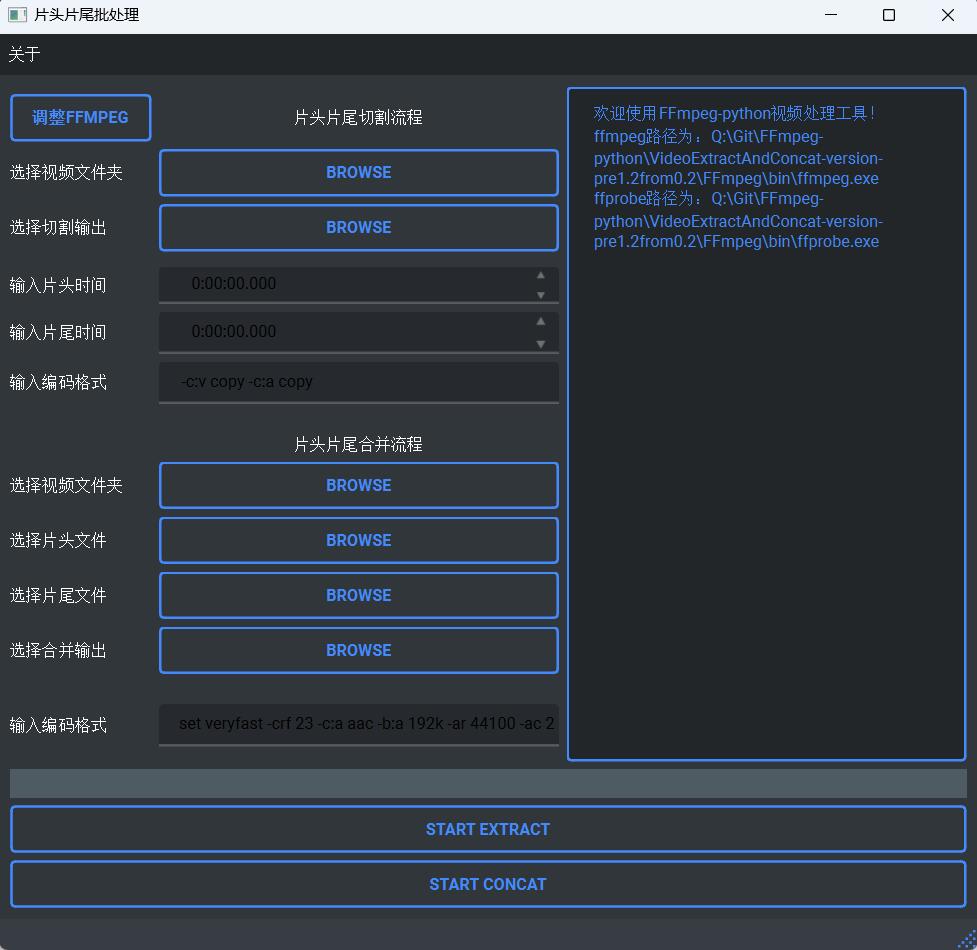 片头片尾批处理
关于
调整FFMPEG
片头片尾切割流程
选择视频文件夹
BROWSE
选择切割输出
BROWSE
输入片头时间
0:00:00.000
输入片尾时间
0:00:00.000
输入编码格式
-c:v copy -c:a copy
片头片尾合并流程
选择视频文件夹
BROWSE
选择片头文件
BROWSE
选择片尾文件
BROWSE
选择合并输出
BROWSE
输入编码格式
set veryfast -crf 23 -c:a aac -b:a 192k -ar 44100 -ac 2
欢迎使用FFmpeg-python视频处理工具！
ffmpeg路径为：Q:\Git\FFmpeg-
python\VideoExtractAndConcat-version-
pre1.2from0.2\FFmpeg\bin\ffmpeg.exe
ffprobe路径为：Q:\Git\FFmpeg-
python\VideoExtractAndConcat-version-
pre1.2from0.2\FFmpeg\bin\ffprobe.exe
START EXTRACT
START CONCAT